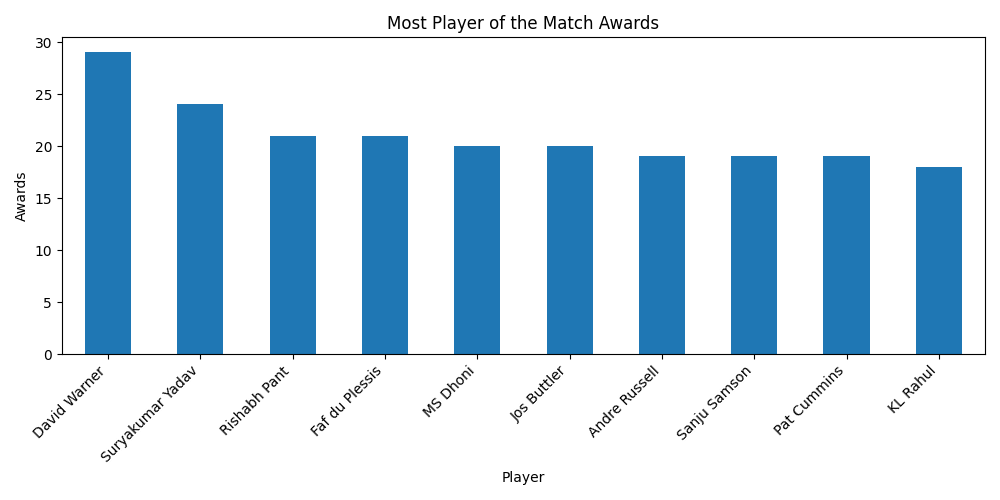 Most Player of the Match Awards
30
25
20
15
10
5
0
Awards
David Warner
Suryakumar Yadav
Rishabh Pant
Faf du Plessis
MS Dhoni
Jos Buttler
Andre Russell
Sanju Samson
Pat Cummins
KL Rahul
Player